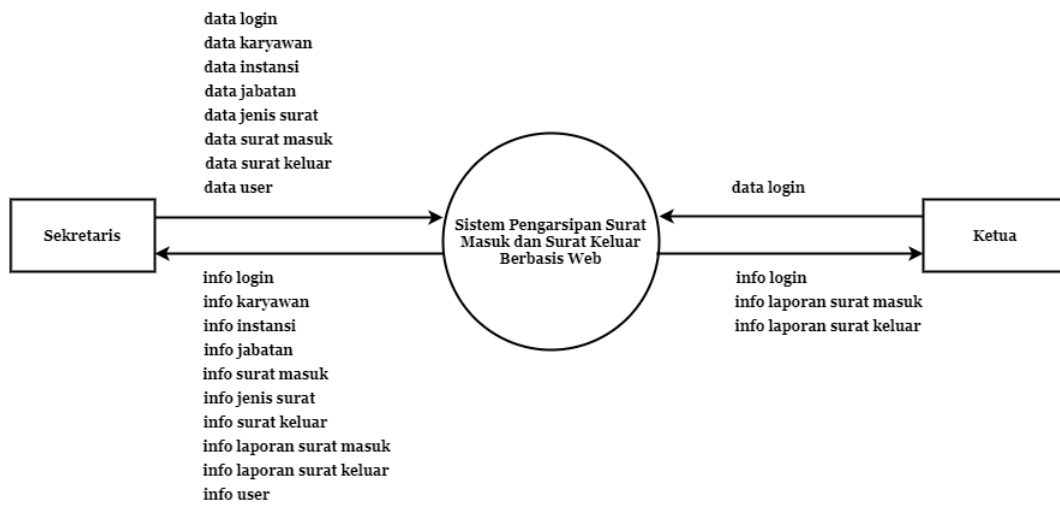 data login
data karyawan
data instansi
data jabatan
data jenis surat
data surat masuk
data surat keluar
data user
Sekretaris
Sistem Pengarsipan Surat
Masuk dan Surat Keluar
Berbasis Web
data login
Ketua
info login
info karyawan
info instansi
info jabatan
info surat masuk
info jenis surat
info surat keluar
info laporan surat masuk
info laporan surat keluar
info user
info login
info laporan surat masuk
info laporan surat keluar